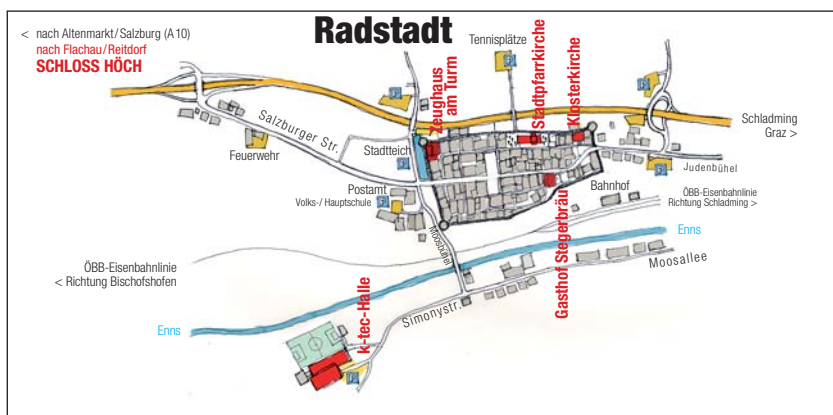 Radstadt
< nach Altenmarkt/Salzburg (A10)
nach Flachau/Reitdorf
SCHLOSS HÖCH
Tennisplätze
P
Zeughaus
am Turm
Stadtpfarrkirche
Klosterkirche
P
Schladming
Graz >
Salzburger Str.
Feuerwehr
Stadtteich
P
Judenbühel
P
Postamt
Volks-/ Hauptschule
P
Moosbühel
Gasthof Stegerbräu
Bahnhof
ÖBB-Eisenbahnlinie
Richtung Schladming >
Enns
Moosallee
ÖBB-Eisenbahnlinie
< Richtung Bischofshofen
Enns
Simonystr.
k-tec-Halle
P